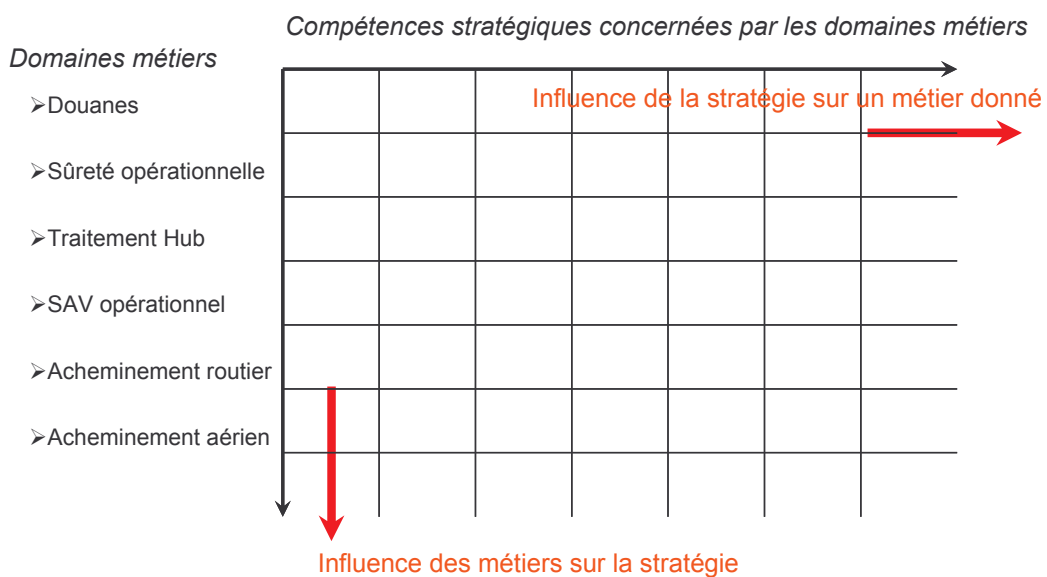 Compétences stratégiques concernées par les domaines métiers
Domaines métiers
➢Douanes
Influence de la stratégie sur un métier donné
➢Sûreté opérationnelle
➢Traitement Hub
➢SAV opérationnel
➢Acheminement routier
➢Acheminement aérien
Influence des métiers sur la stratégie